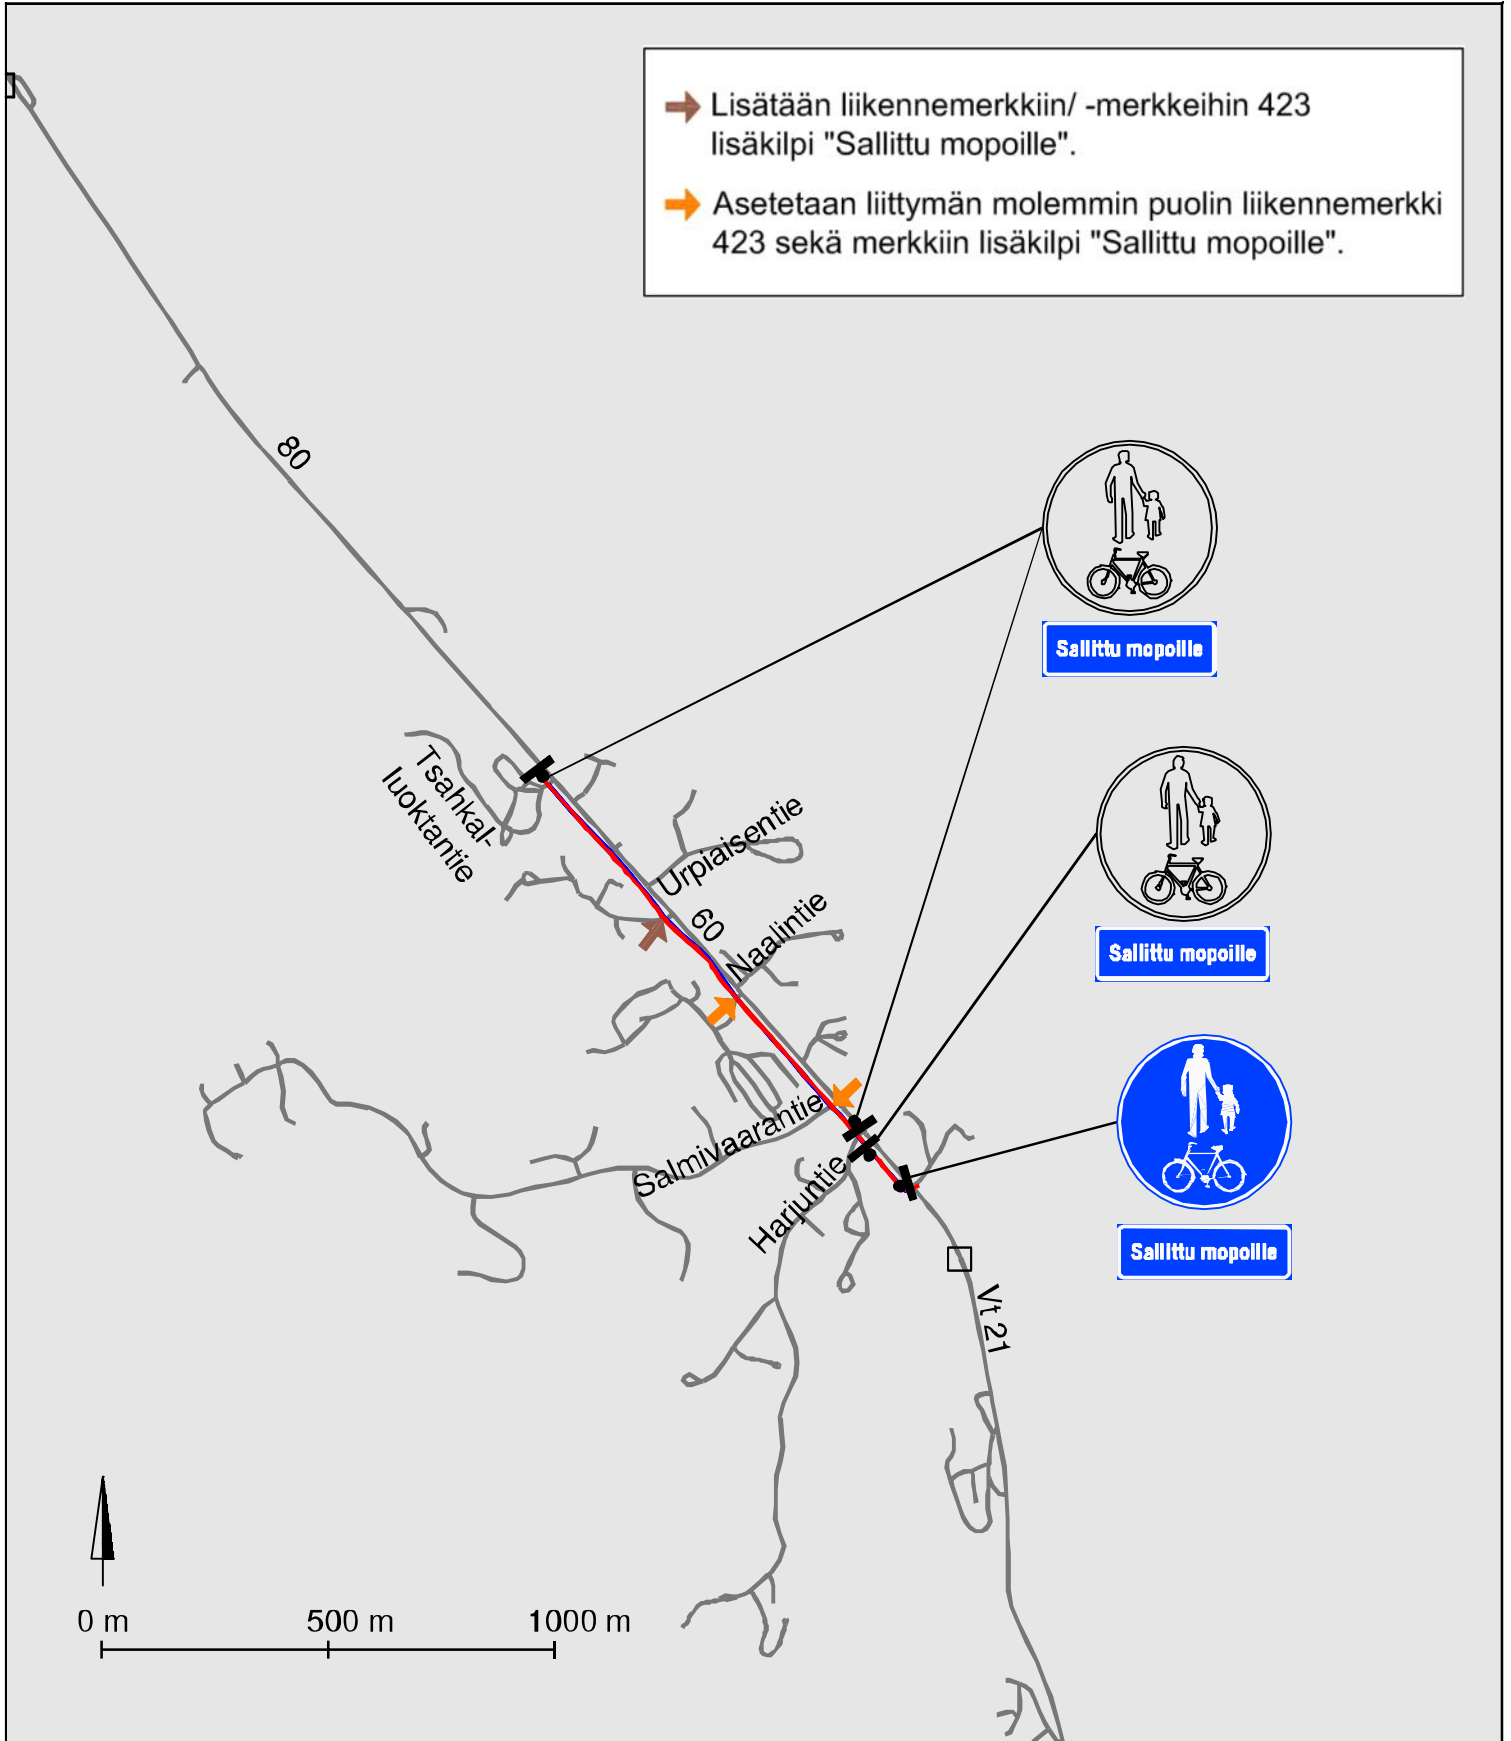 Lisätään liikennemerkkiin/ -merkkeihin 423
lisäkilpi "Sallittu mopoille".
Asetetaan liittymän molemmin puolin liikennemerkki
423 sekä merkkiin lisäkilpi "Sallittu mopoille".
80
Sallittu mopoille
Tsahkal-
luoktantie
Urpiaisentie
60
Naalintie
Sallittu mopoille
Salmivaarantie
Harjuntie
Sallittu mopoille
Vt 21
0 m 500 m 1000 m